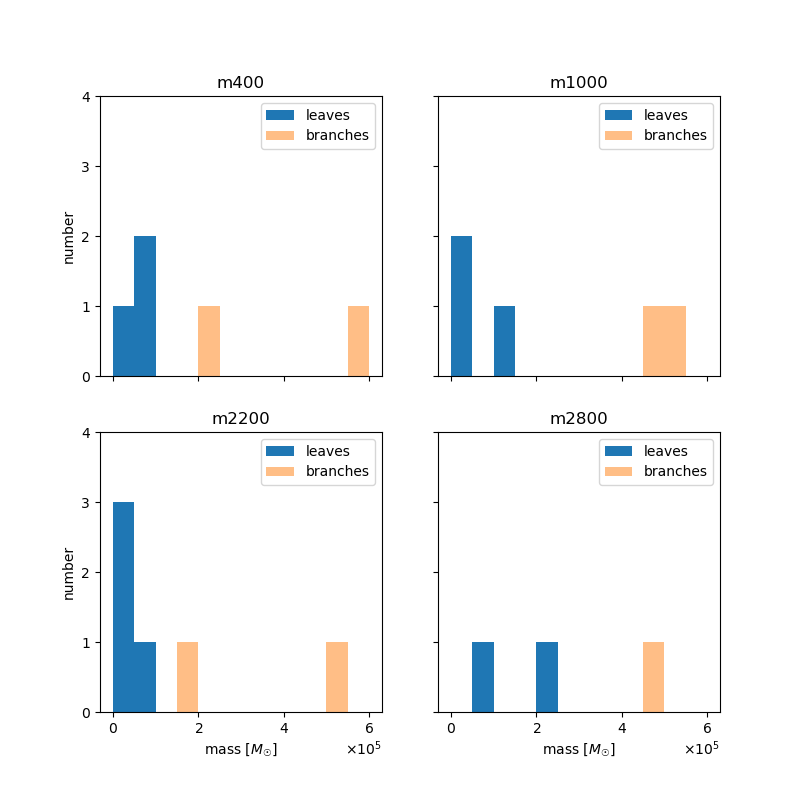 m400
4
3
2
1
0
number
leaves
branches
m1000
leaves
branches
m2200
4
3
2
1
0
number
leaves
branches
0 2 4 6
mass [M☉] ×10⁵
m2800
leaves
branches
0 2 4 6
mass [M☉] ×10⁵